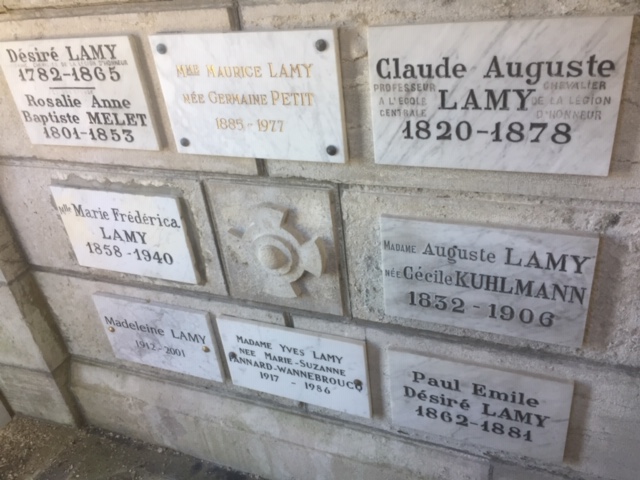 Désiré LAMY
1782-1865
Rosalie Anne
Baptiste MELET
1801-1853
MME MAURICE LAMY
NÉE GERMAINE PETIT
1885-1977
Claude Auguste
PROFESSEUR CHEVALIER
A L'ECOLE LAMY DE LA LÉGION
CENTRALE D'HONNEUR
1820-1878
Mlle Marie Frédérica
LAMY
1858-1940
MADAME Auguste LAMY
NÉE Cécile KUHLMANN
1832-1906
Madeleine LAMY
1912-2001
MADAME YVES LAMY
NÉE MARIE-SUZANNE
ANNARD-WANNEBROUCQ
1917 - 1986
Paul Emile
Désiré LAMY
1862-1881